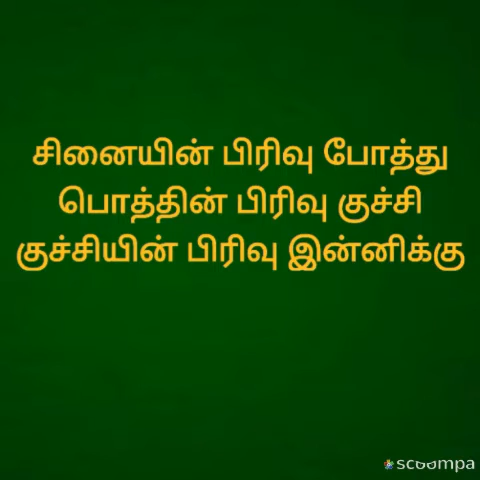 சினையின் பிரிவு போத்து
பொத்தின் பிரிவு குச்சி
குச்சியின் பிரிவு இன்னிக்கு
scoompa